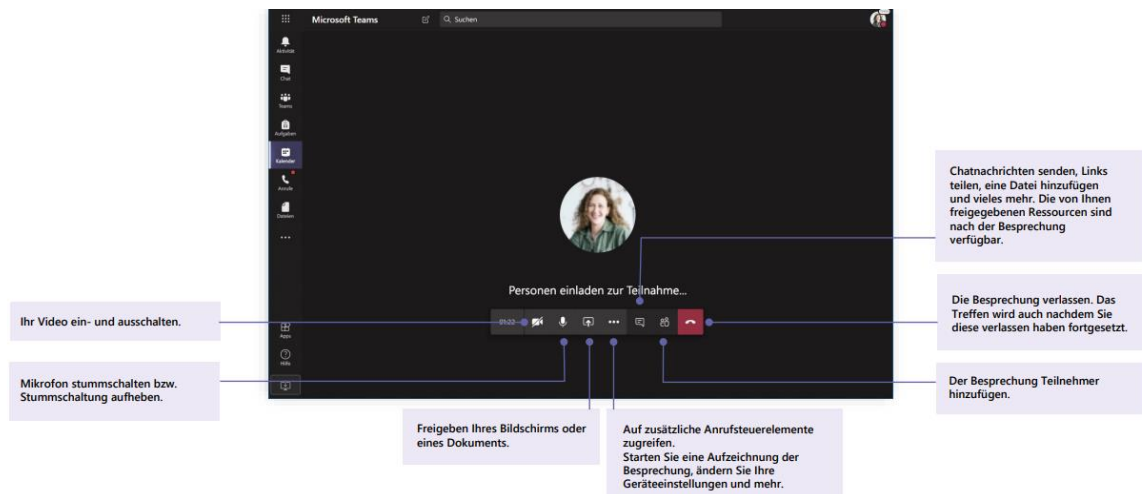 Microsoft Teams
Suchen
Aktivität
Chat
Teams
Aufgaben
Kalender
Anrufe
Dateien
Apps
Hilfe
Personen einladen zur Teilnahme...
01:22
Ihr Video ein- und ausschalten.
Mikrofon stummschalten bzw.
Stummschaltung aufheben.
Freigeben Ihres Bildschirms oder
eines Dokuments.
Auf zusätzliche Anrufsteuerelemente
zugreifen.
Starten Sie eine Aufzeichnung der
Besprechung, ändern Sie Ihre
Geräteeinstellungen und mehr.
Chatnachrichten senden, Links
teilen, eine Datei hinzufügen
und vieles mehr. Die von Ihnen
freigegebenen Ressourcen sind
nach der Besprechung
verfügbar.
Die Besprechung verlassen. Das
Treffen wird auch nachdem Sie
diese verlassen haben fortgesetzt.
Der Besprechung Teilnehmer
hinzufügen.